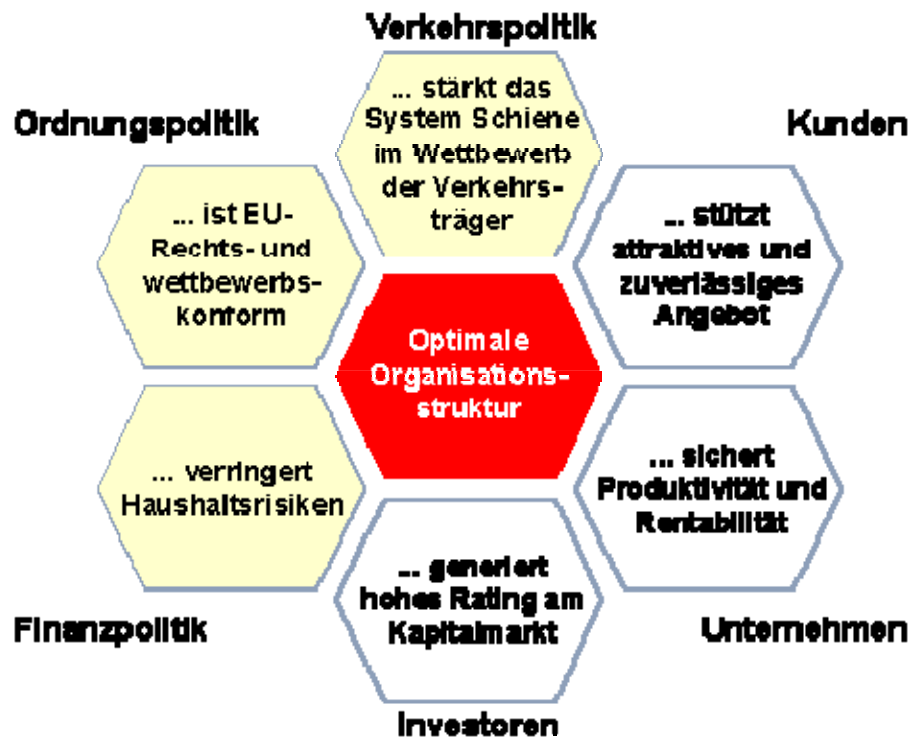 Verkehrspolitik
... stärkt das
System Schiene
im Wettbewerb
der Verkehrs-
träger
Ordnungspolitik
... ist EU-
Rechts- und
wettbewerbs-
konform
Kunden
... stützt
attraktives und
zuverlässiges
Angebot
Optimale
Organisations-
struktur
... verringert
Haushaltsrisiken
Finanzpolitik
... sichert
Produktivität und
Rentabilität
Unternehmen
... generiert
hohes Rating am
Kapitalmarkt
Investoren